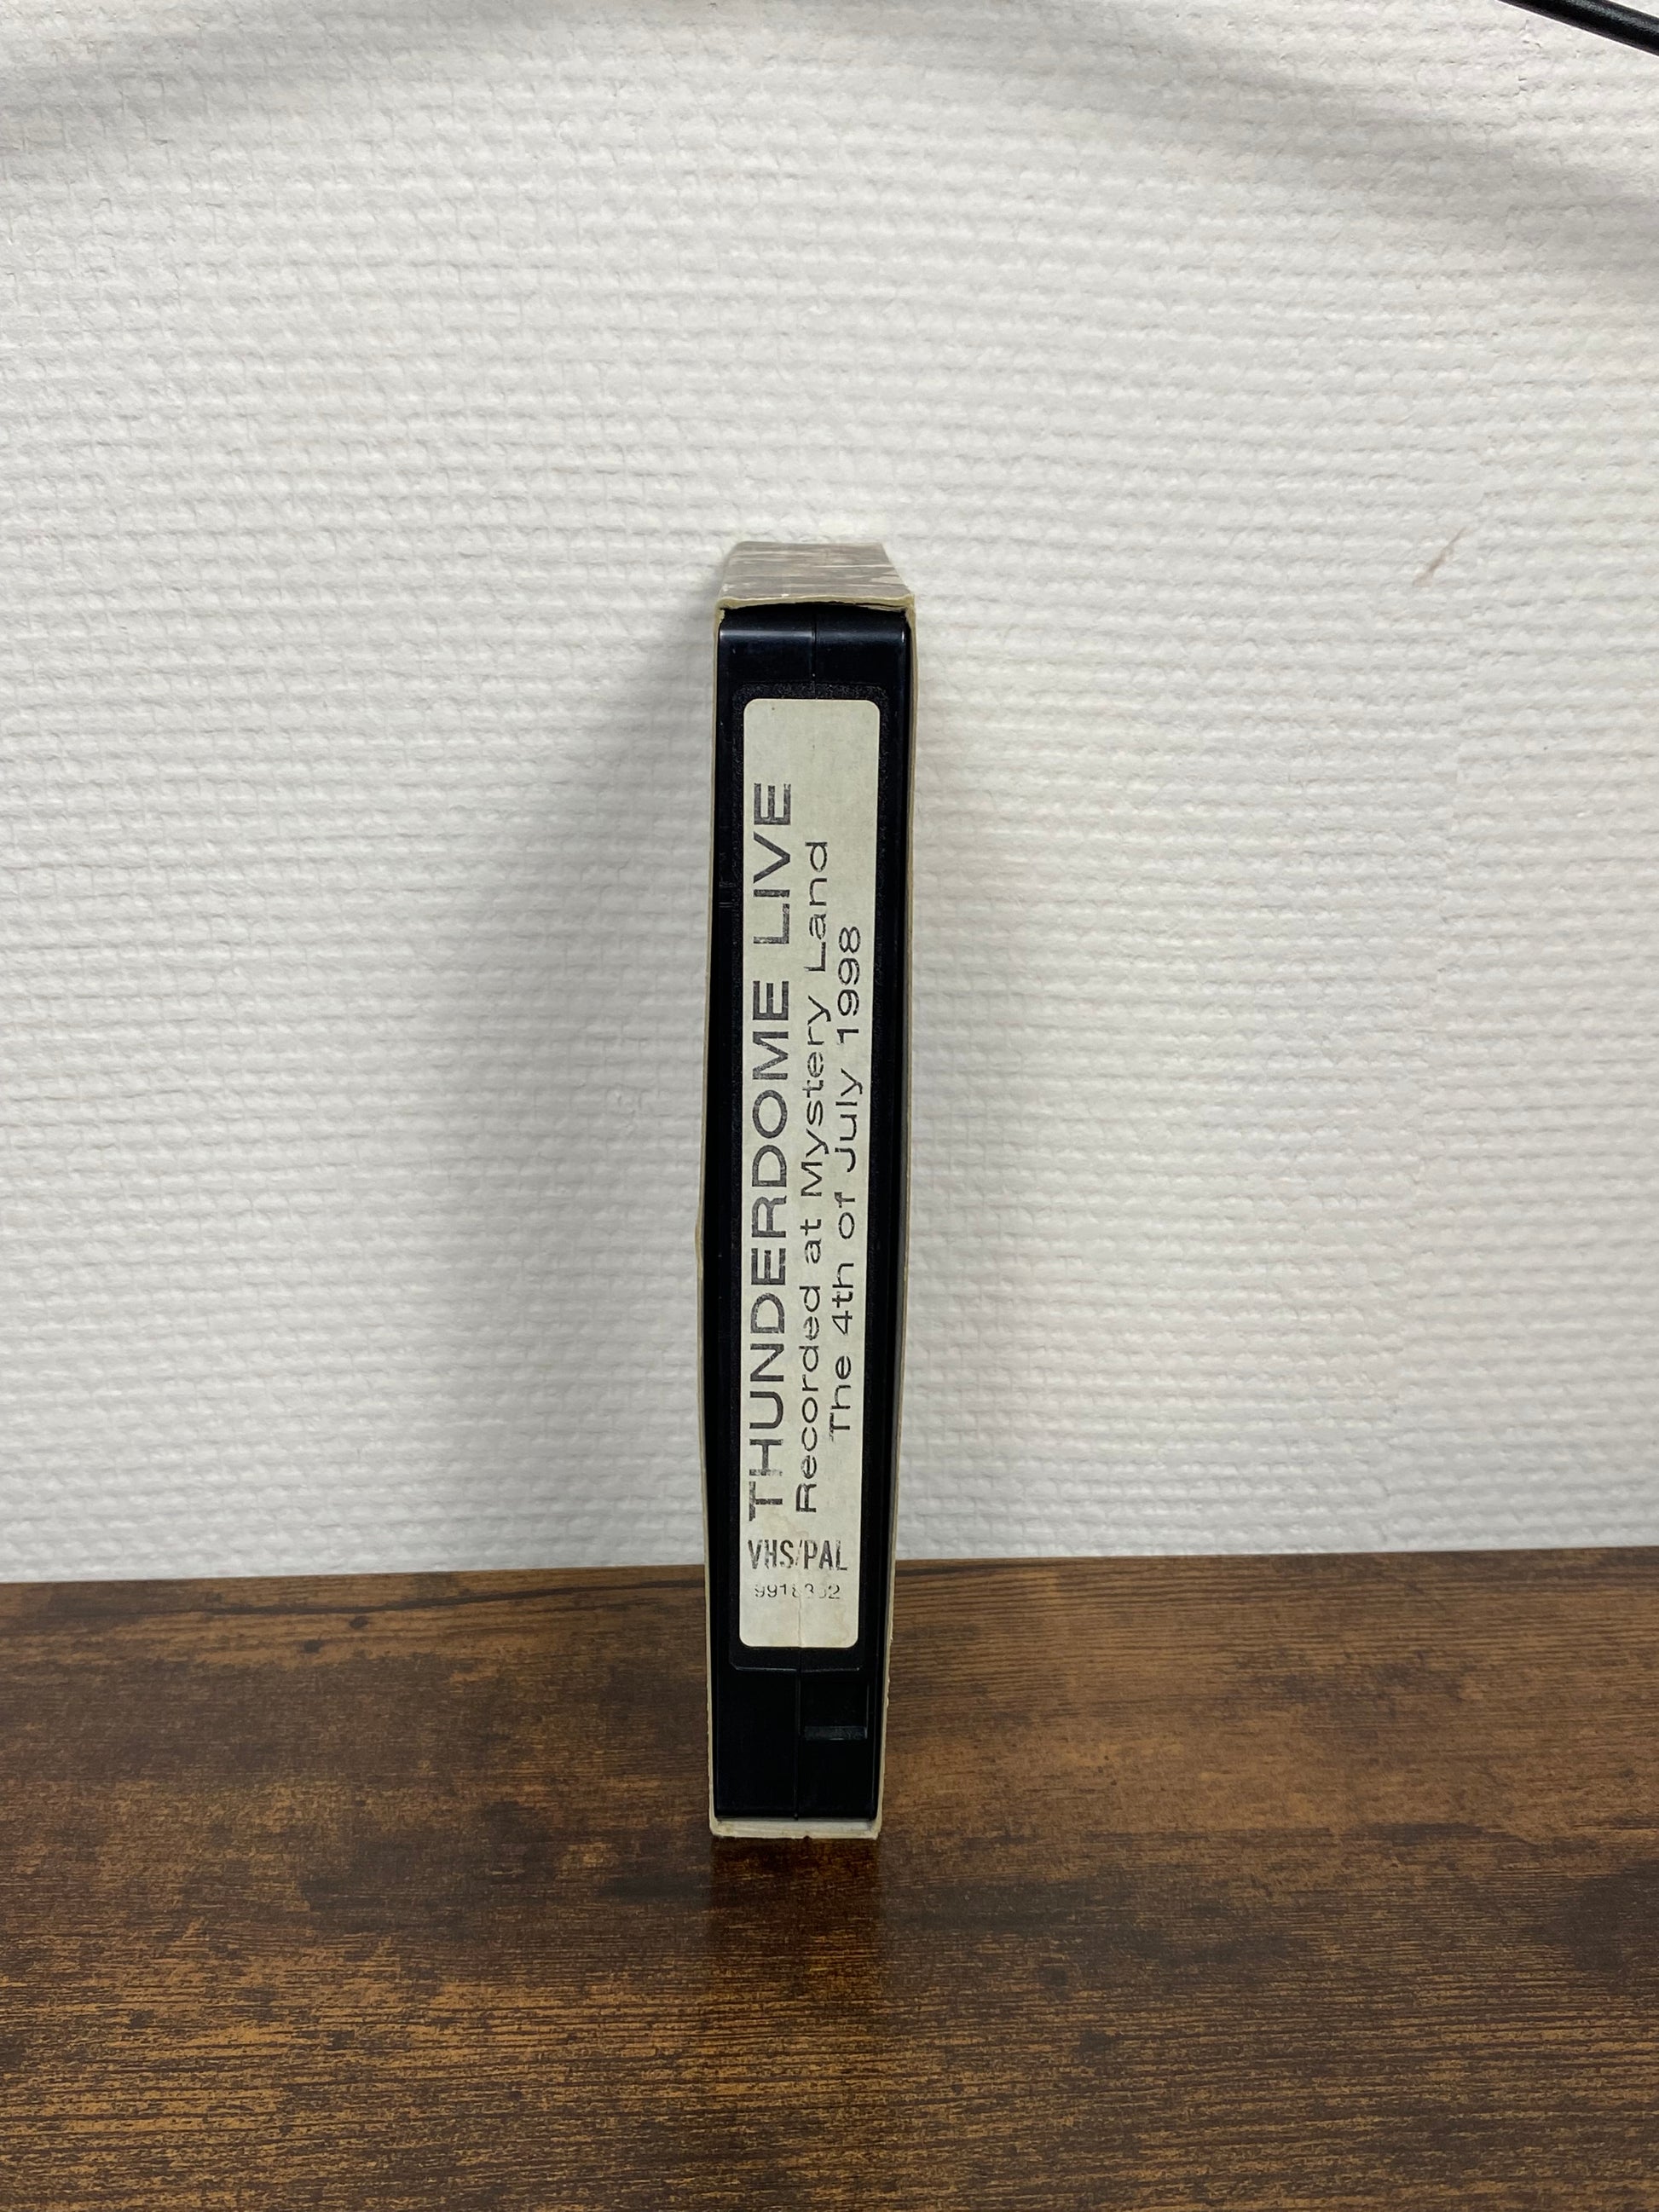 THUNDERDOME LIVE
Recorded at Mystery Land
The 4th of July 1998
VHS/PAL